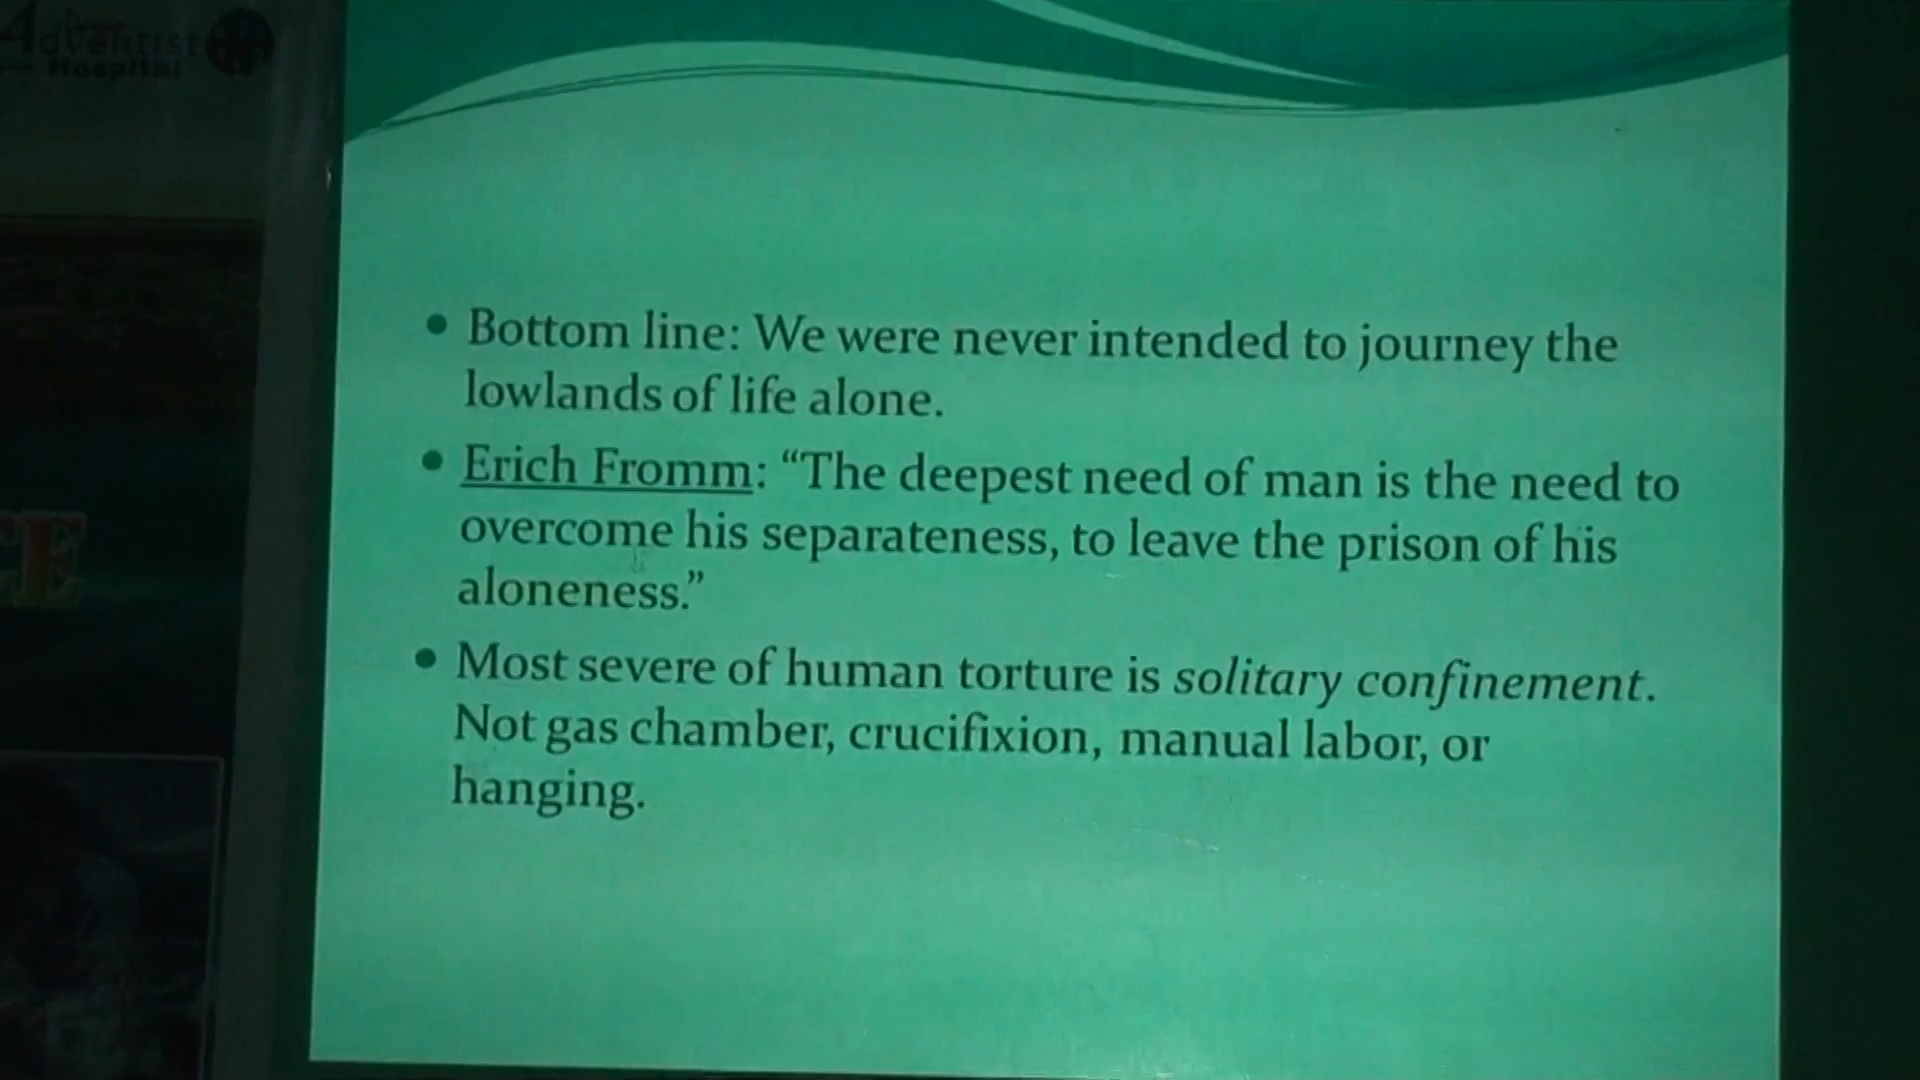 Adventist
Hospital
CE
• Bottom line: We were never intended to journey the
lowlands of life alone.
• Erich Fromm: “The deepest need of man is the need to
overcome his separateness, to leave the prison of his
aloneness.”
• Most severe of human torture is solitary confinement.
Not gas chamber, crucifixion, manual labor, or
hanging.